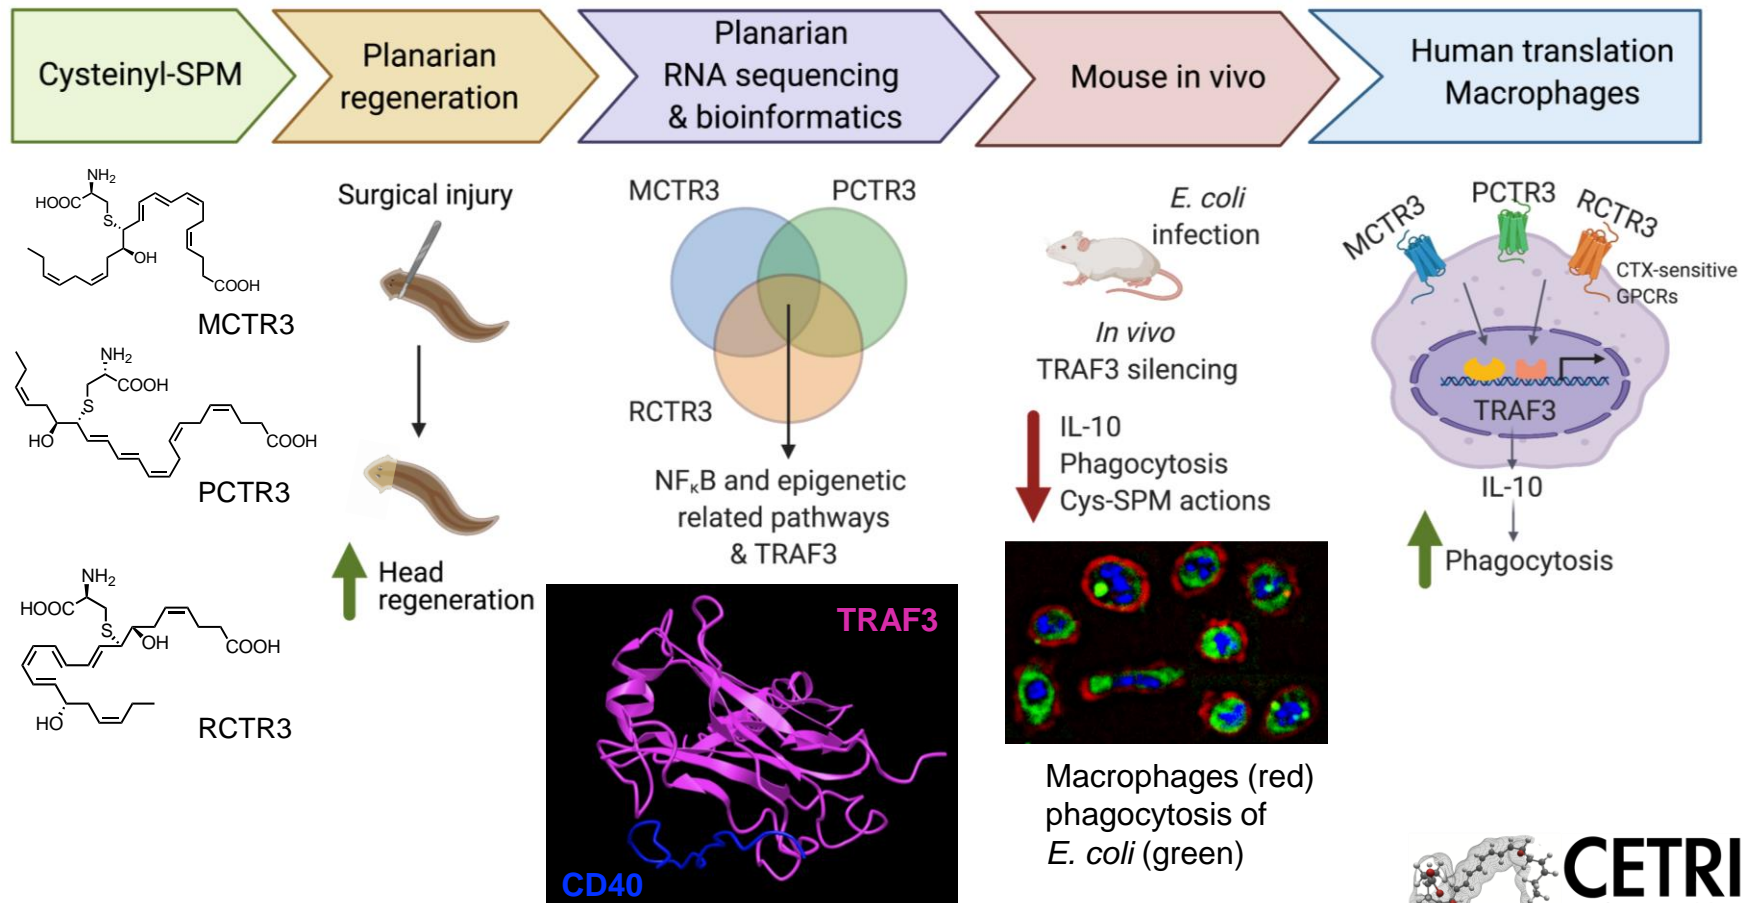 Cysteinyl-SPM
Planarian
regeneration
Planarian
RNA sequencing
& bioinformatics
Mouse in vivo
Human translation
Macrophages
NH2
HOOC
S
OH
COOH
MCTR3
NH2
COOH
S
HO
COOH
PCTR3
NH2
HOOC
S
OH
COOH
HO
RCTR3
Surgical injury
Head
regeneration
MCTR3
PCTR3
RCTR3
NFκB and epigenetic
related pathways
& TRAF3
TRAF3
CD40
E. coli
infection
In vivo
TRAF3 silencing
IL-10
Phagocytosis
Cys-SPM actions
Macrophages (red)
phagocytosis of
E. coli (green)
MCTR3
PCTR3
RCTR3
CTX-sensitive
GPCRs
TRAF3
IL-10
Phagocytosis
CETRI